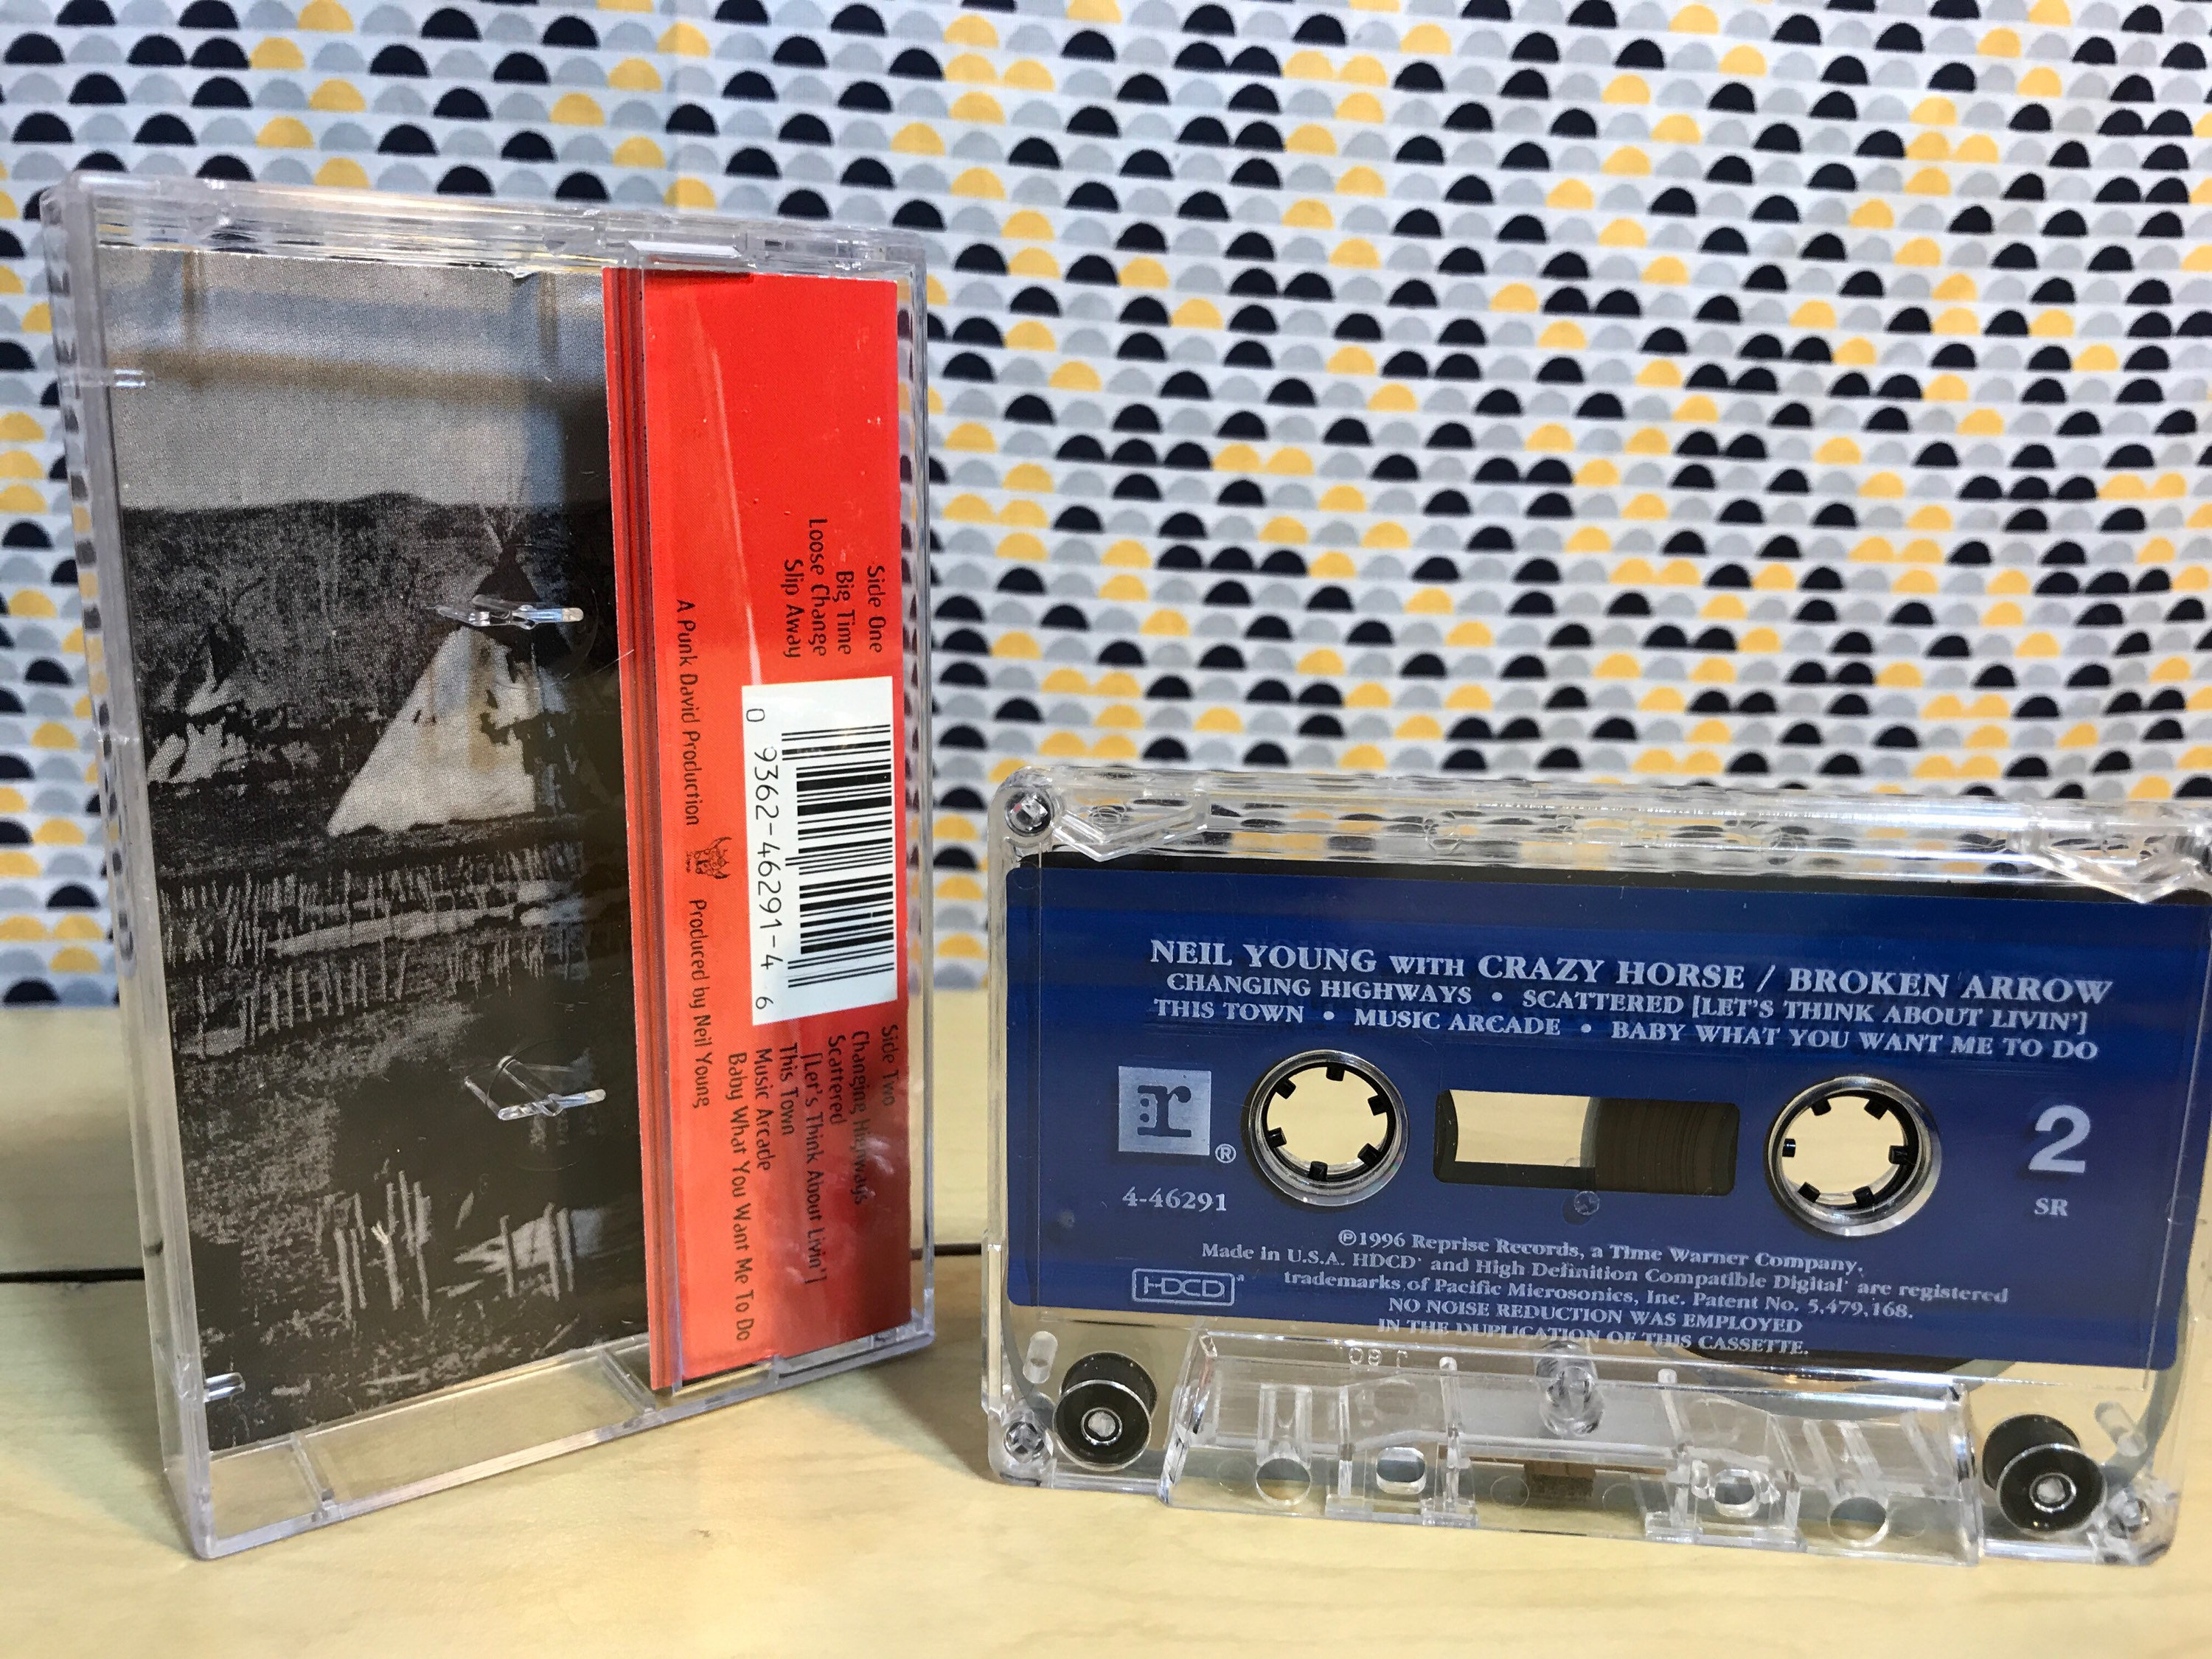 Side One
Big Time
Loose Change
Slip Away
0 9362-46291-4 6
Side Two
Changing Highways
Scattered
[Let's Think About Livin']
This Town
Music Arcade
Baby What You Want Me To Do
A Punk David Production
Produced by Neil Young
NEIL YOUNG WITH CRAZY HORSE / BROKEN ARROW
CHANGING HIGHWAYS • SCATTERED [LET'S THINK ABOUT LIVIN']
THIS TOWN • MUSIC ARCADE • BABY WHAT YOU WANT ME TO DO
:r®
4-46291
2
SR
℗1996 Reprise Records, a Time Warner Company.
Made in U.S.A. HDCD® and High Definition Compatible Digital® are registered
trademarks of Pacific Microsonics, Inc. Patent No. 5,479,168.
HDCD
NO NOISE REDUCTION WAS EMPLOYED
IN THE DUPLICATION OF THIS CASSETTE.